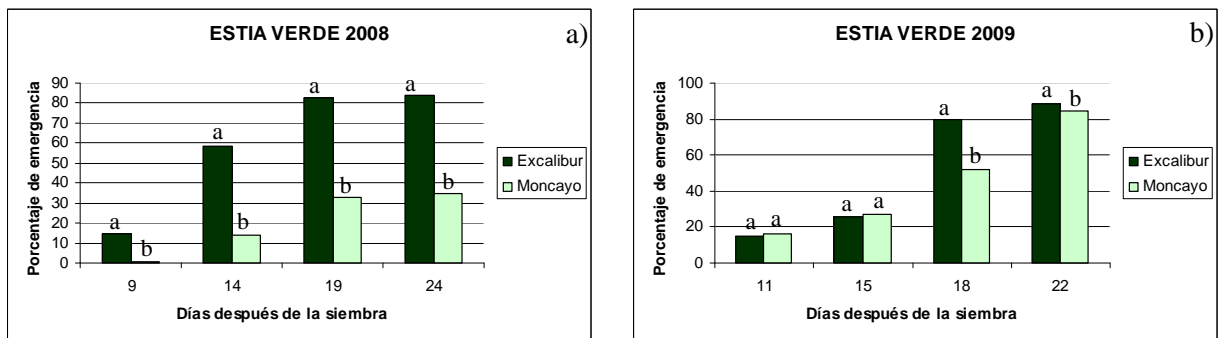 ESTIA VERDE 2008
a)
Porcentaje de emergencia
90
80
70
60
50
40
30
20
10
0
a
b
a
b
a
b
a
b
9 14 19 24
Días después de la siembra
Excalibur
Moncayo
ESTIA VERDE 2009
b)
Porcentaje de emergencia
100
80
60
40
20
0
a a
a a
a
b
a
b
11 15 18 22
Días después de la siembra
Excalibur
Moncayo